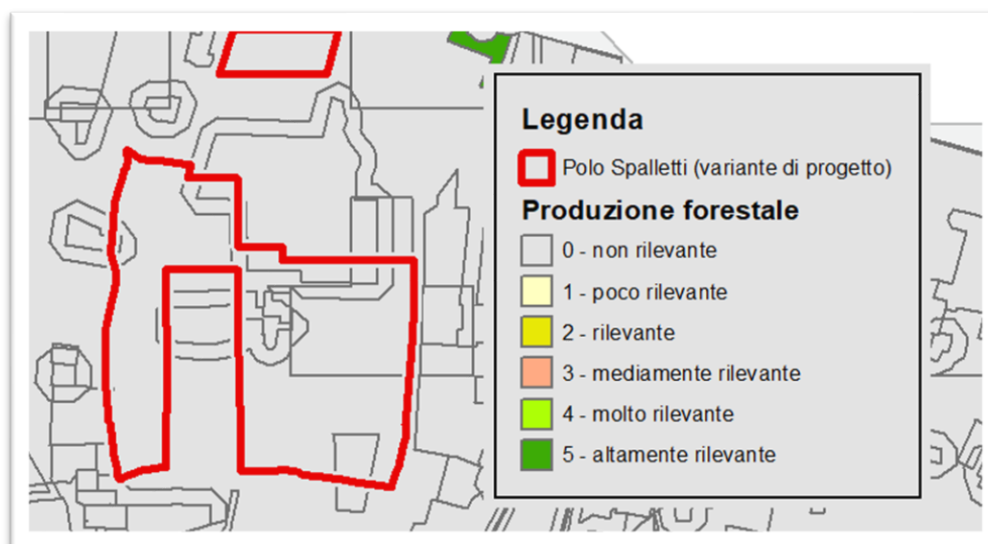 Legenda
Polo Spalletti (variante di progetto)
Produzione forestale
0 - non rilevante
1 - poco rilevante
2 - rilevante
3 - mediamente rilevante
4 - molto rilevante
5 - altamente rilevante